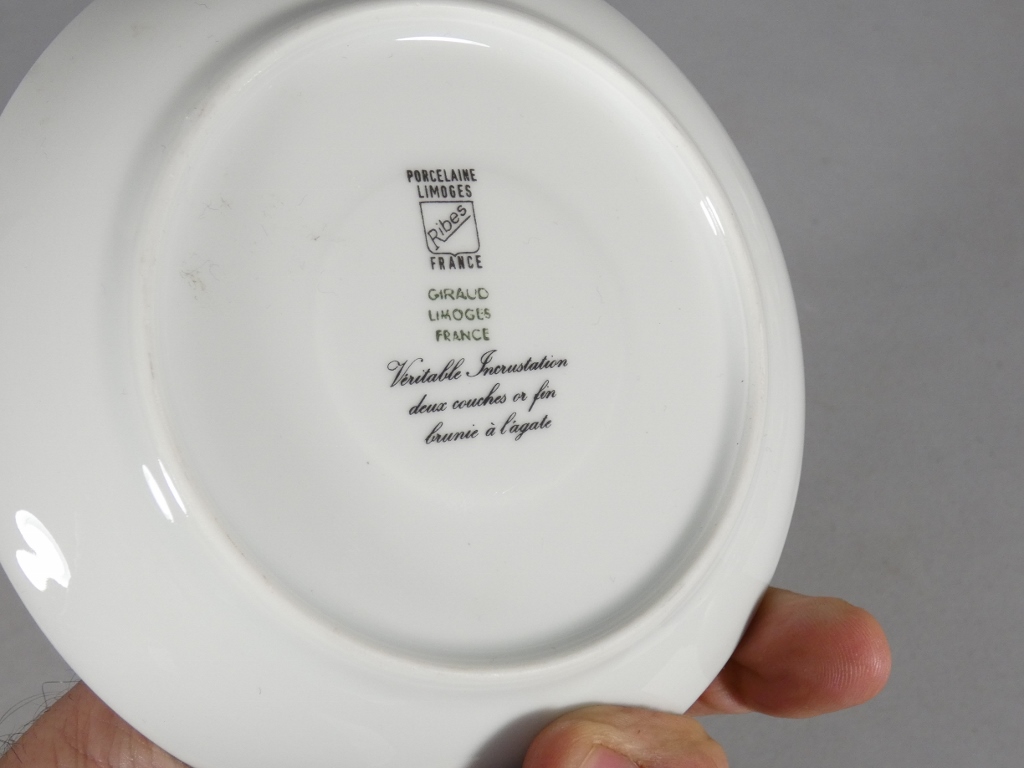 PORCELAINE
LIMOGES
Ribes
FRANCE
GIRAUD
LIMOGES
FRANCE
Véritable Incrustation
deux couches or fin
brunie à l'agate